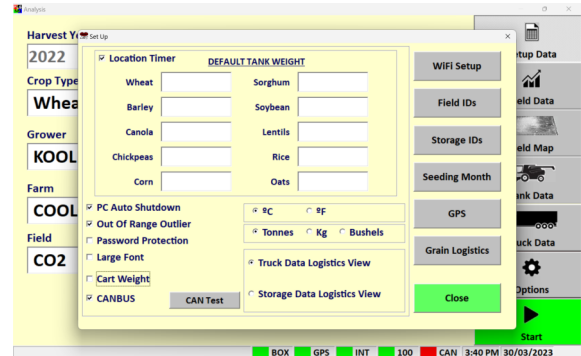 Analysis
Harvest Y
2022
Crop Type
Whea
Grower
KOOL
Farm
COOL
Field
CO2
Set Up
Location Timer
DEFAULT TANK WEIGHT
Wheat
Sorghum
Barley
Soybean
Canola
Lentils
Chickpeas
Rice
Corn
Oats
PC Auto Shutdown
Out Of Range Outlier
Password Protection
Large Font
Cart Weight
CANBUS
CAN Test
ºC
ºF
Tonnes
Kg
Bushels
Truck Data Logistics View
Storage Data Logistics View
WiFi Setup
Field IDs
Storage IDs
Seeding Month
GPS
Grain Logistics
Close
tup Data
eld Data
eld Map
nk Data
uck Data
Options
Start
BOX GPS INT 100 CAN 3:40 PM 30/03/2023